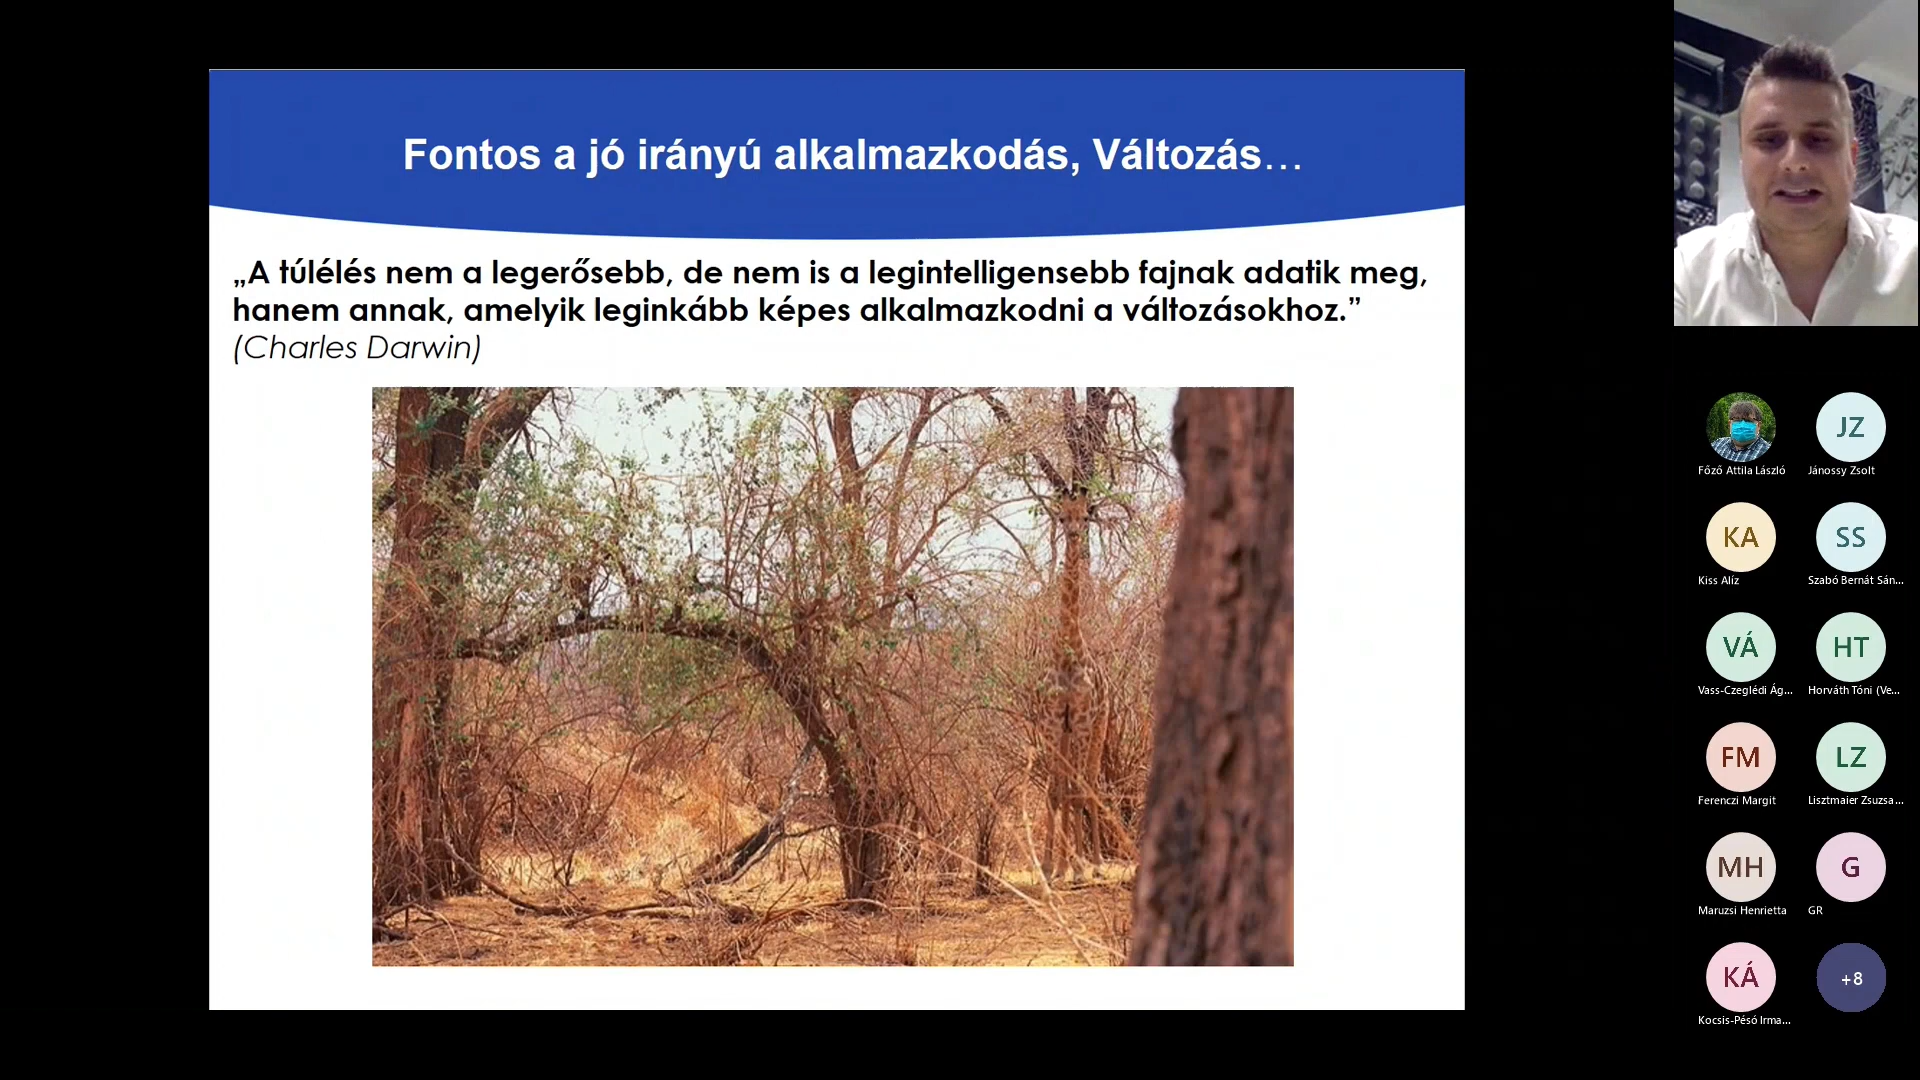 Fontos a jó irányú alkalmazkodás, Változás…
„A túlélés nem a legerősebb, de nem is a legintelligensebb fajnak adatik meg,
hanem annak, amelyik leginkább képes alkalmazkodni a változásokhoz.”
(Charles Darwin)
Főző Attila László
JZ
Jánossy Zsolt
KA
Kiss Alíz
SS
Szabó Bernát Sán...
VÁ
Vass-Czeglédi Ág...
HT
Horváth Tóni (Ve...
FM
Ferenczi Margit
LZ
Lisztmaier Zsuzsa...
MH
Maruzsi Henrietta
G
GR
KÁ
Kocsis-Pésó Irma...
+8